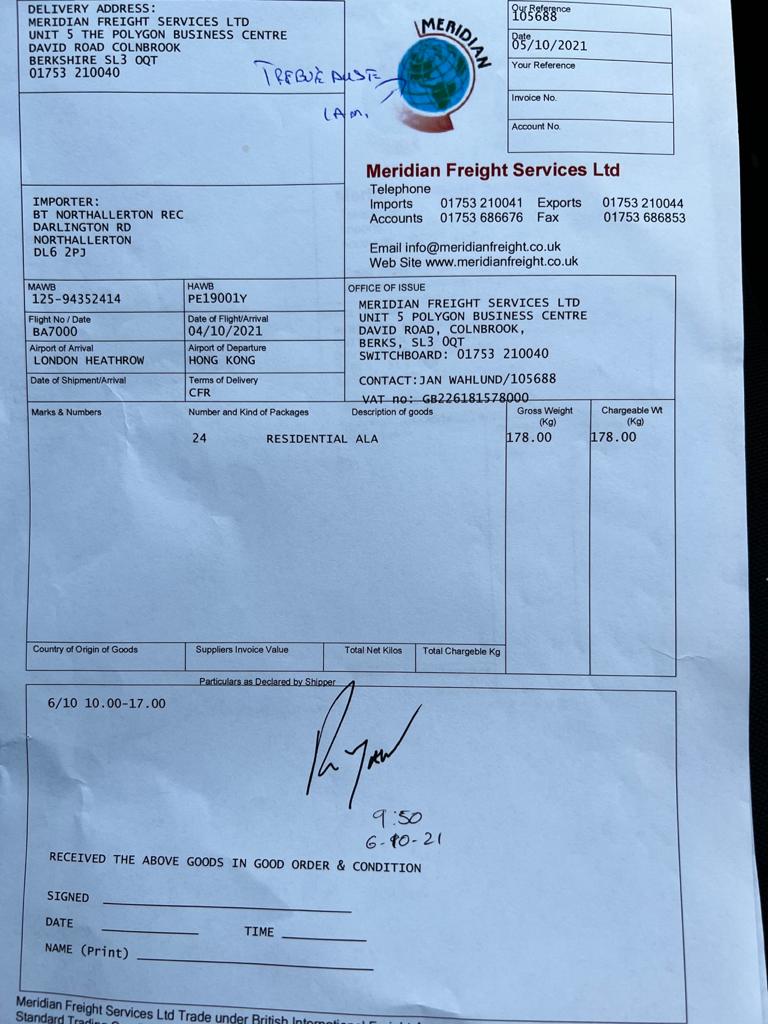 DELIVERY ADDRESS:
MERIDIAN FREIGHT SERVICES LTD
UNIT 5 THE POLYGON BUSINESS CENTRE
DAVID ROAD COLNBROOK
BERKSHIRE SL3 0QT
01753 210040
1 Am.
MERIDIAN
Our Reference
105688
Date
05/10/2021
Your Reference
Invoice No.
Account No.
Meridian Freight Services Ltd
Telephone
Imports 01753 210041 Exports 01753 210044
Accounts 01753 686676 Fax 01753 686853
Email info@meridianfreight.co.uk
Web Site www.meridianfreight.co.uk
IMPORTER:
BT NORTHALLERTON REC
DARLINGTON RD
NORTHALLERTON
DL6 2PJ
MAWB
125-94352414
HAWB
PE19001Y
Flight No / Date
BA7000
Date of Flight/Arrival
04/10/2021
Airport of Arrival
LONDON HEATHROW
Airport of Departure
HONG KONG
Date of Shipment/Arrival
Terms of Delivery
CFR
OFFICE OF ISSUE
MERIDIAN FREIGHT SERVICES LTD
UNIT 5 POLYGON BUSINESS CENTRE
DAVID ROAD, COLNBROOK,
BERKS, SL3 0QT
SWITCHBOARD: 01753 210040
CONTACT:JAN WAHLUND/105688
VAT no: GB226181578000
Marks & Numbers
Number and Kind of Packages
Description of goods
Gross Weight
(Kg)
Chargeable Wt
(Kg)
24 RESIDENTIAL ALA 178.00 178.00
Country of Origin of Goods
Suppliers Invoice Value
Total Net Kilos
Total Chargeble Kg
Particulars as Declared by Shipper
6/10 10.00-17.00
9:50
6-10-21
RECEIVED THE ABOVE GOODS IN GOOD ORDER & CONDITION
SIGNED
DATE
TIME
NAME (Print)
Meridian Freight Services Ltd Trade under British
Standard